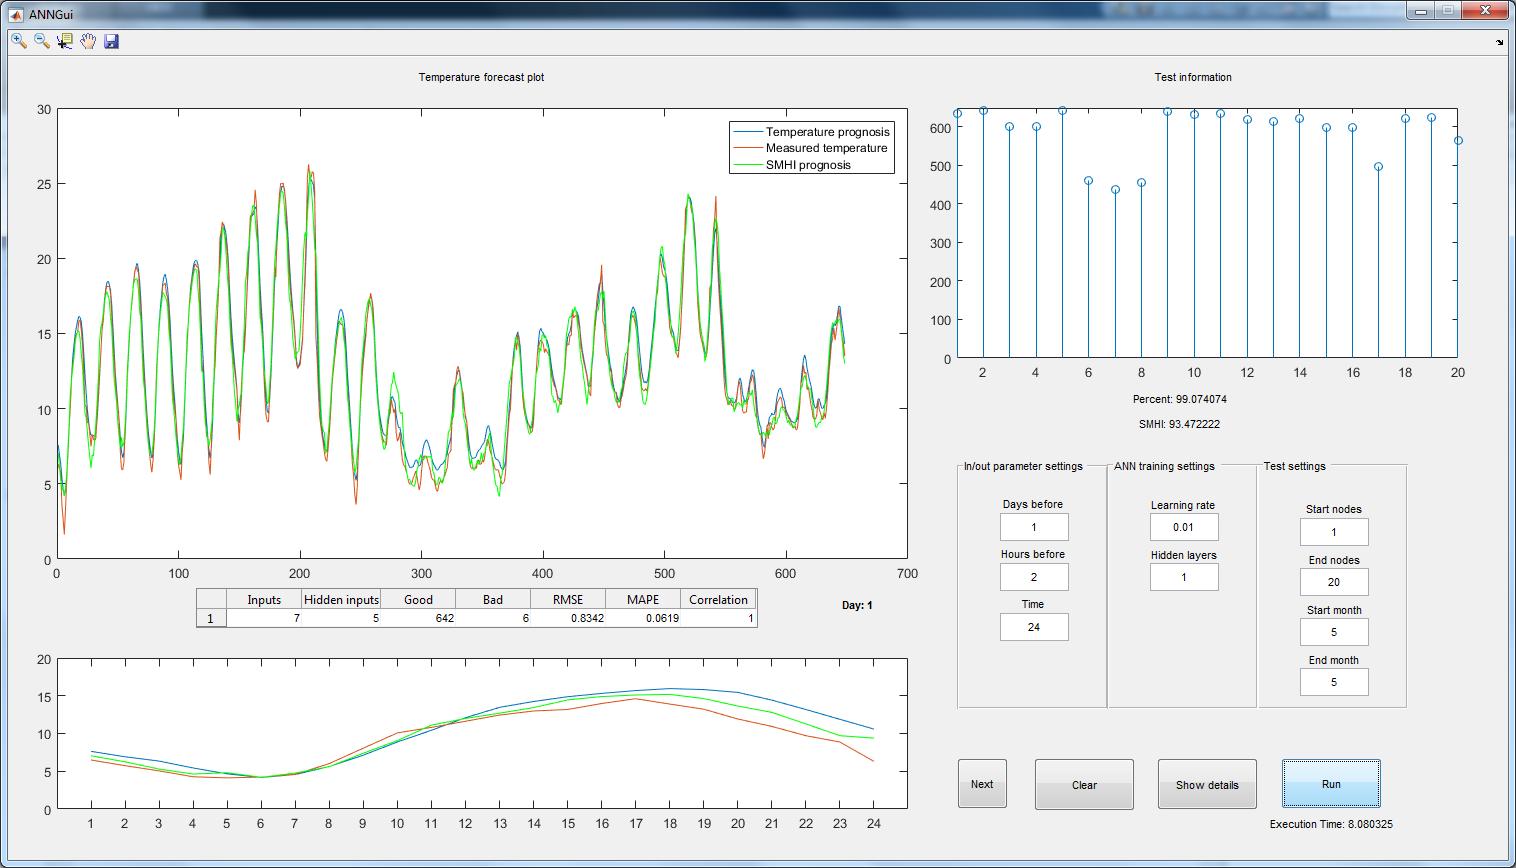 ANNGui
Temperature forecast plot
30
25
20
15
10
5
0
0 100 200 300 400 500 600 700
Temperature prognosis
Measured temperature
SMHI prognosis
Inputs Hidden inputs Good Bad RMSE MAPE Correlation
1 7 5 642 6 0.8342 0.0619 1
Day: 1
20
15
10
5
0
1 2 3 4 5 6 7 8 9 10 11 12 13 14 15 16 17 18 19 20 21 22 23 24
Test information
600
500
400
300
200
100
0
2 4 6 8 10 12 14 16 18 20
Percent: 99.074074
SMHI: 93.472222
In/out parameter settings
Days before
1
Hours before
2
Time
24
ANN training settings
Learning rate
0.01
Hidden layers
1
Test settings
Start nodes
1
End nodes
20
Start month
5
End month
5
Next Clear Show details Run
Execution Time: 8.080325